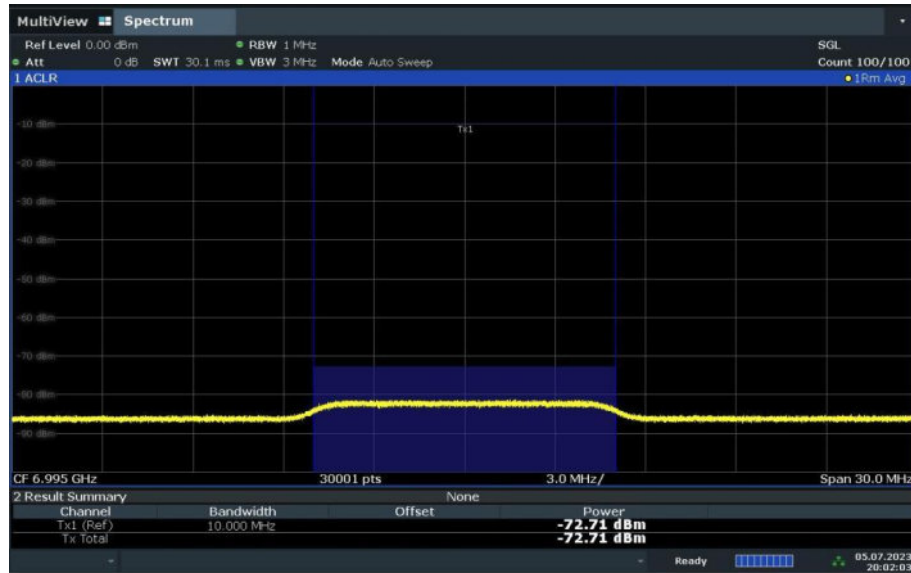 MultiView Spectrum
Ref Level 0.00 dBm RBW 1 MHz SGL
Att 0 dB SWT 30.1 ms VBW 3 MHz Mode Auto Sweep Count 100/100
1 ACLR 1Rm Avg
-10 dBm
Tx1
-20 dBm
-30 dBm
-40 dBm
-50 dBm
-60 dBm
-70 dBm
-80 dBm
-90 dBm
CF 6.995 GHz 30001 pts 3.0 MHz/ Span 30.0 MHz
2 Result Summary None
Channel Bandwidth Offset Power
Tx1 (Ref) 10.000 MHz -72.71 dBm
Tx Total -72.71 dBm
Ready 05.07.2023
20:02:03